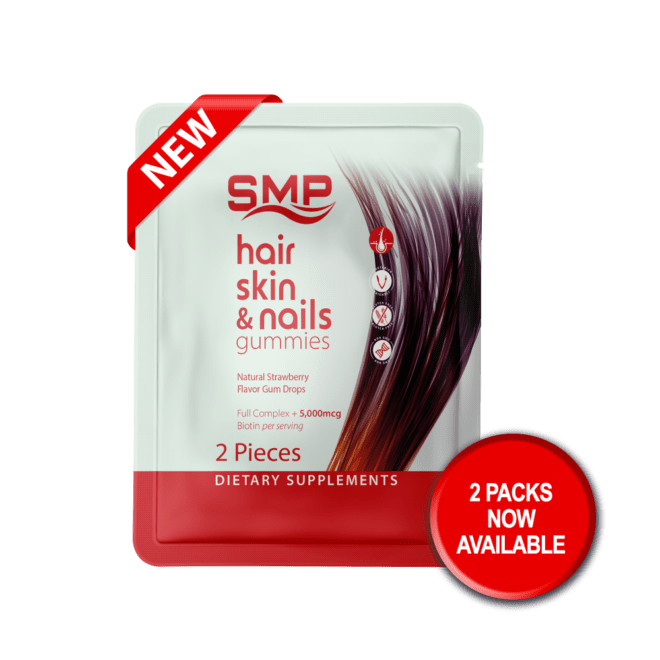 NEW
SMP
hair
skin
& nails
gummies
Natural Strawberry
Flavor Gum Drops
Full Complex + 5,000mcg
Biotin per serving
2 Pieces
DIETARY SUPPLEMENTS
2 PACKS
NOW
AVAILABLE